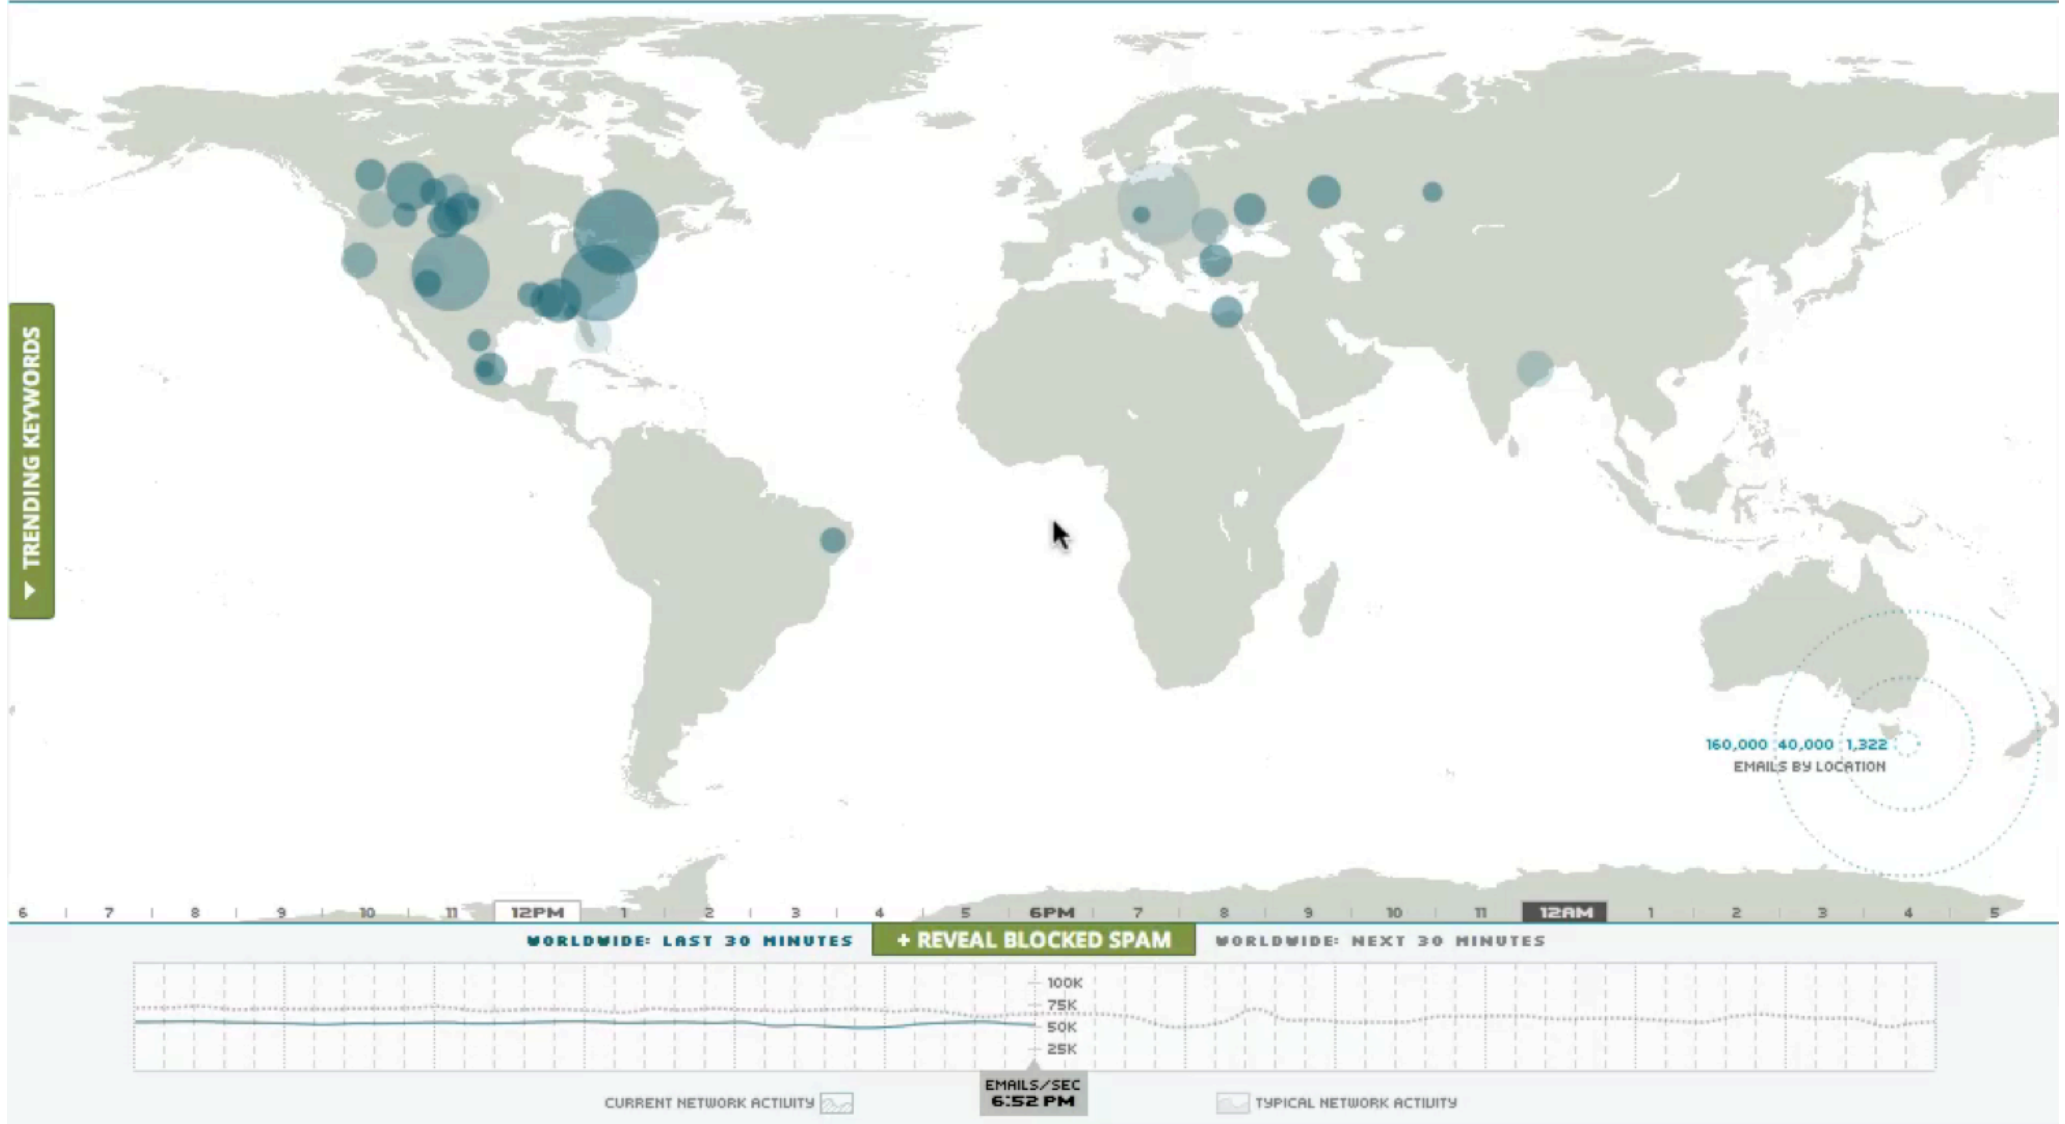 TRENDING KEYWORDS
160,000 40,000 1,322
EMAILS BY LOCATION
6 7 8 9 10 11 12PM 1 2 3 4 5 6PM 7 8 9 10 11 12AM 1 2 3 4 5
WORLDWIDE: LAST 30 MINUTES
+ REVEAL BLOCKED SPAM
WORLDWIDE: NEXT 30 MINUTES
100K
75K
50K
25K
EMAILS/SEC
6:52 PM
CURRENT NETWORK ACTIVITY
TYPICAL NETWORK ACTIVITY